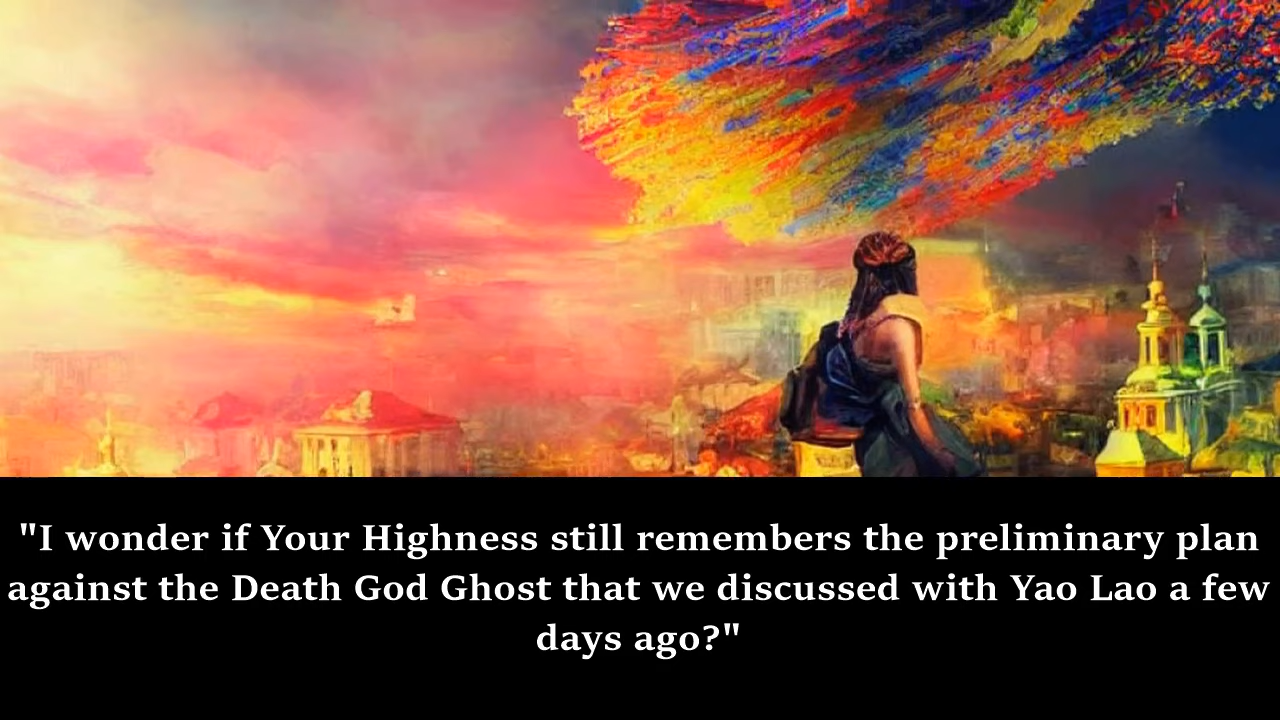 "I wonder if Your Highness still remembers the preliminary plan
against the Death God Ghost that we discussed with Yao Lao a few
days ago?"